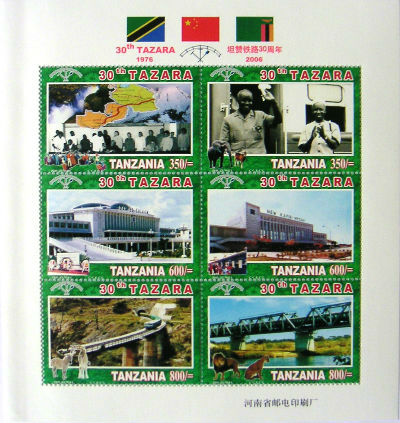 30th TAZARA
坦赞铁路30周年
1976
2006
30th TAZARA
TANZANIA 350/=
30th TAZARA
TANZANIA 350/=
30th TAZARA
TANZANIA 600/=
30th TAZARA
NEW KAPIRI MPOSHI
TANZANIA 600/=
30th TAZARA
TANZANIA 800/=
30th TAZARA
TANZANIA 800/=
河南省邮电印刷厂